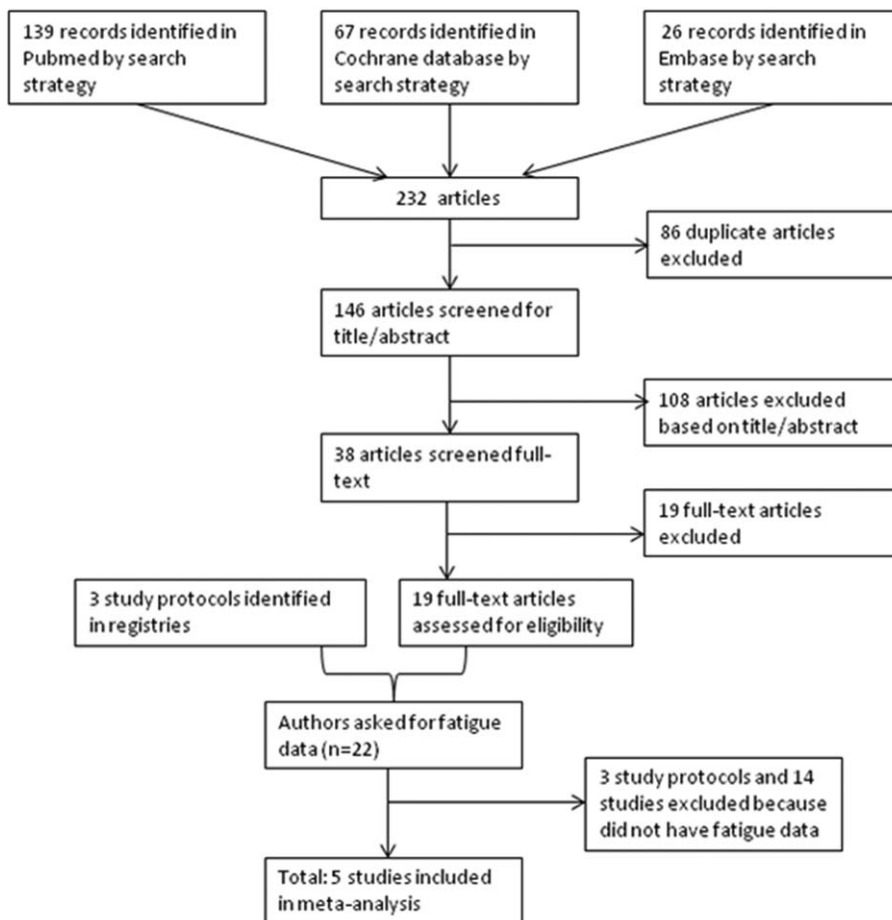 139 records identified in
Pubmed by search
strategy
67 records identified in
Cochrane database by
search strategy
26 records identified in
Embase by search
strategy
232 articles
86 duplicate articles
excluded
146 articles screened for
title/abstract
108 articles excluded
based on title/abstract
38 articles screened full-
text
19 full-text articles
excluded
3 study protocols identified
in registries
19 full-text articles
assessed for eligibility
Authors asked for fatigue
data (n=22)
3 study protocols and 14
studies excluded because
did not have fatigue data
Total: 5 studies included
in meta-analysis